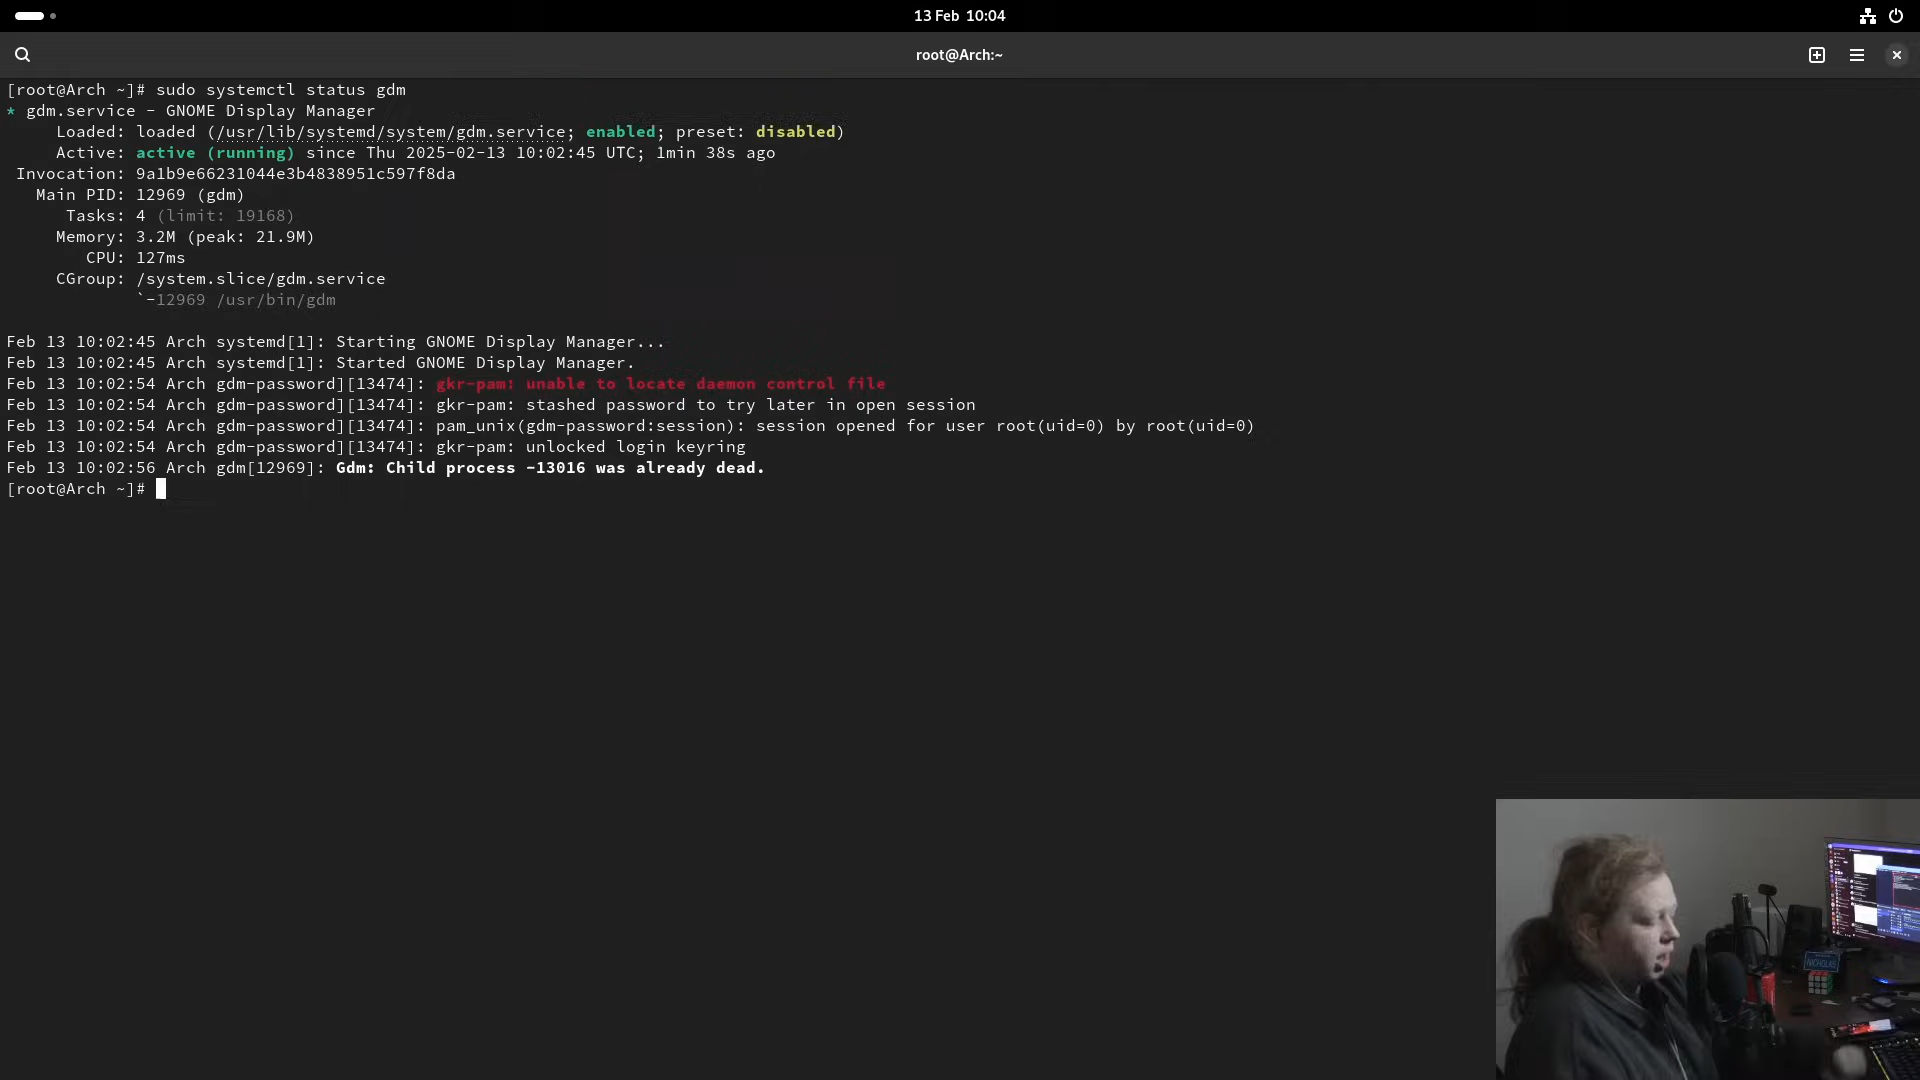 13 Feb 10:04
root@Arch:~
[root@Arch ~]# sudo systemctl status gdm
* gdm.service - GNOME Display Manager
Loaded: loaded (/usr/lib/systemd/system/gdm.service; enabled; preset: disabled)
Active: active (running) since Thu 2025-02-13 10:02:45 UTC; 1min 38s ago
Invocation: 9a1b9e66231044e3b4838951c597f8da
Main PID: 12969 (gdm)
Tasks: 4 (limit: 19168)
Memory: 3.2M (peak: 21.9M)
CPU: 127ms
CGroup: /system.slice/gdm.service
`-12969 /usr/bin/gdm
Feb 13 10:02:45 Arch systemd[1]: Starting GNOME Display Manager...
Feb 13 10:02:45 Arch systemd[1]: Started GNOME Display Manager.
Feb 13 10:02:54 Arch gdm-password][13474]: gkr-pam: unable to locate daemon control file
Feb 13 10:02:54 Arch gdm-password][13474]: gkr-pam: stashed password to try later in open session
Feb 13 10:02:54 Arch gdm-password][13474]: pam_unix(gdm-password:session): session opened for user root(uid=0) by root(uid=0)
Feb 13 10:02:54 Arch gdm-password][13474]: gkr-pam: unlocked login keyring
Feb 13 10:02:56 Arch gdm[12969]: Gdm: Child process -13016 was already dead.
[root@Arch ~]#
NICHOLAS